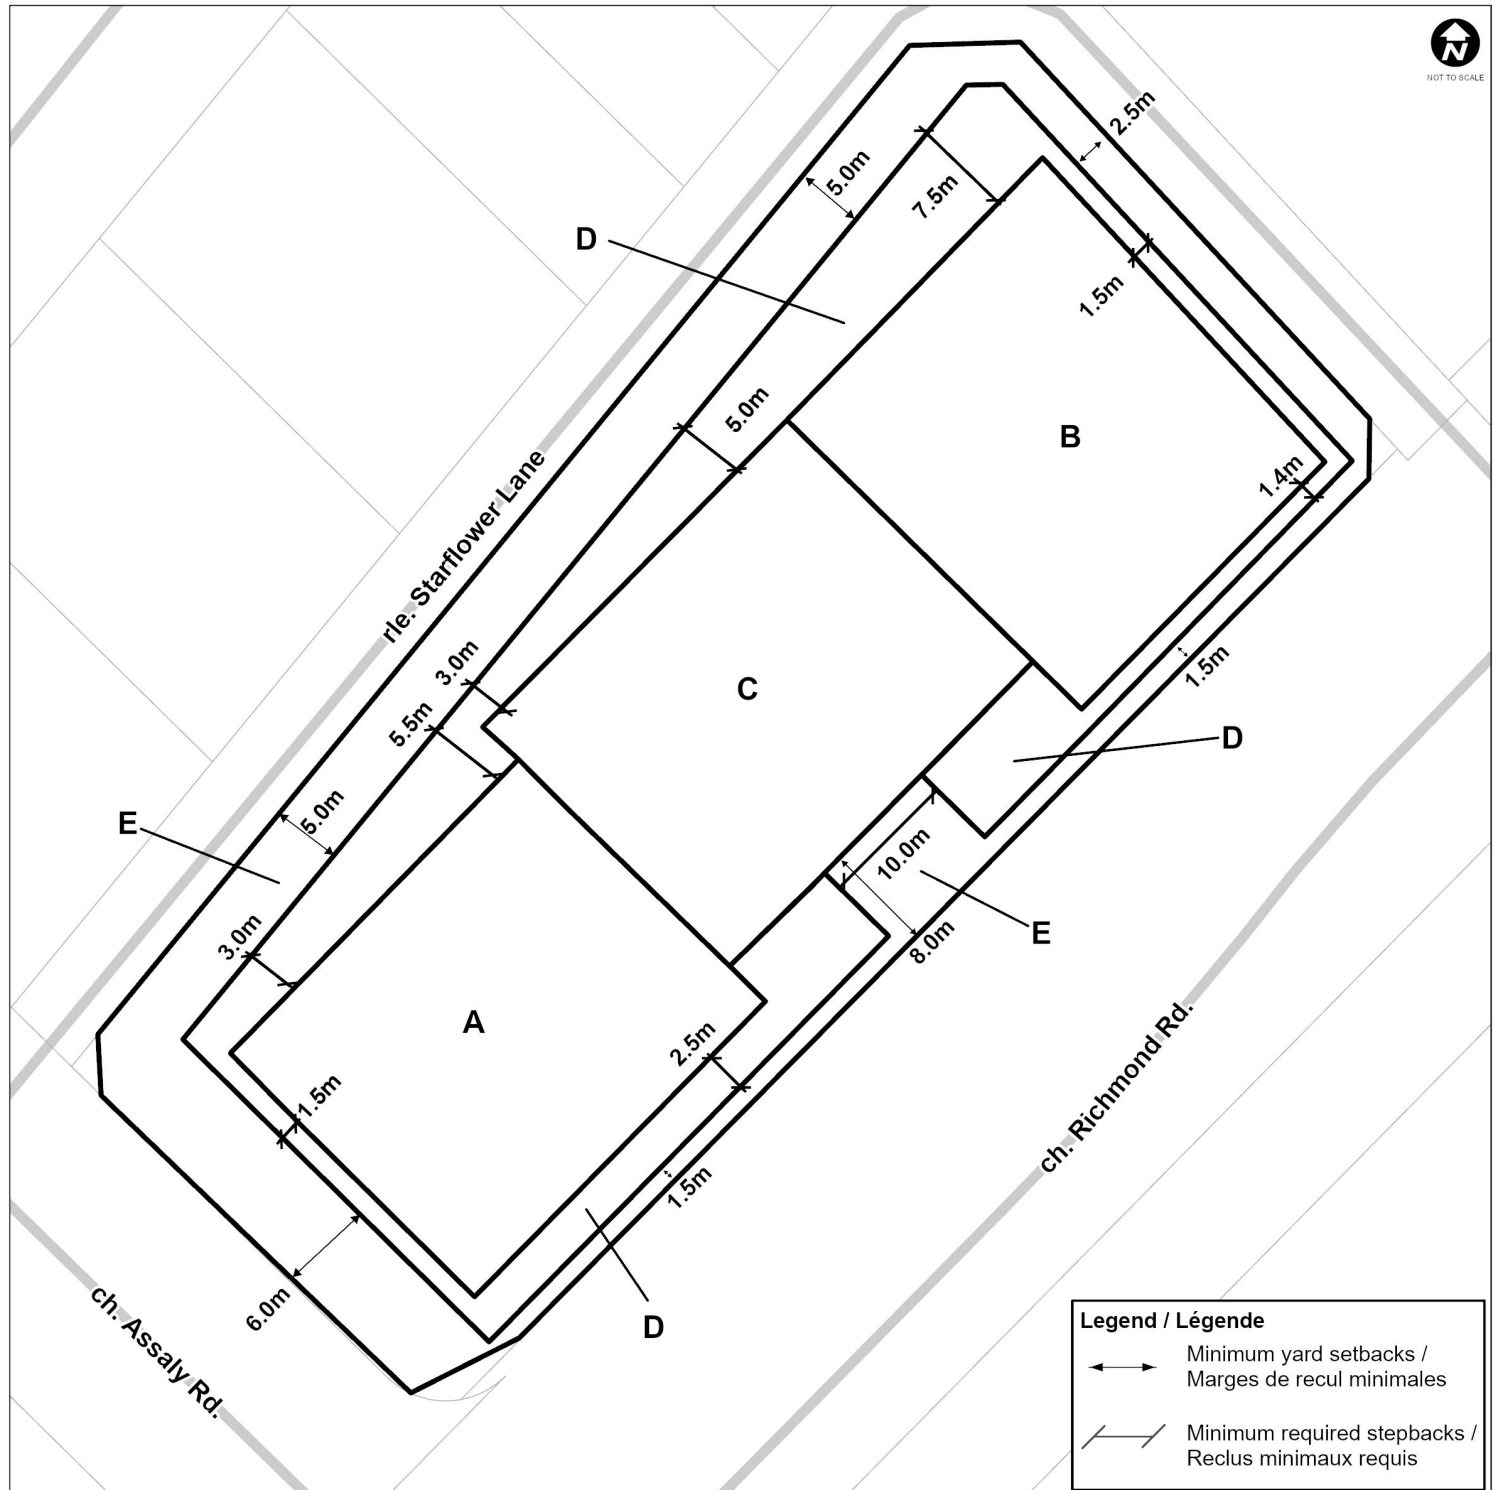 N
NOT TO SCALE
2.5m
5.0m
7.5m
D
1.5m
5.0m
B
1.4m
rle. Starflower Lane
3.0m
1.5m
C
5.5m
D
5.0m
E
10.0m
3.0m
E
8.0m
A
2.5m
1.5m
ch. Richmond Rd.
1.5m
6.0m
D
ch. Assaly Rd.
Legend / Légende
Minimum yard setbacks /
Marges de recul minimales
Minimum required stepbacks /
Reclus minimaux requis